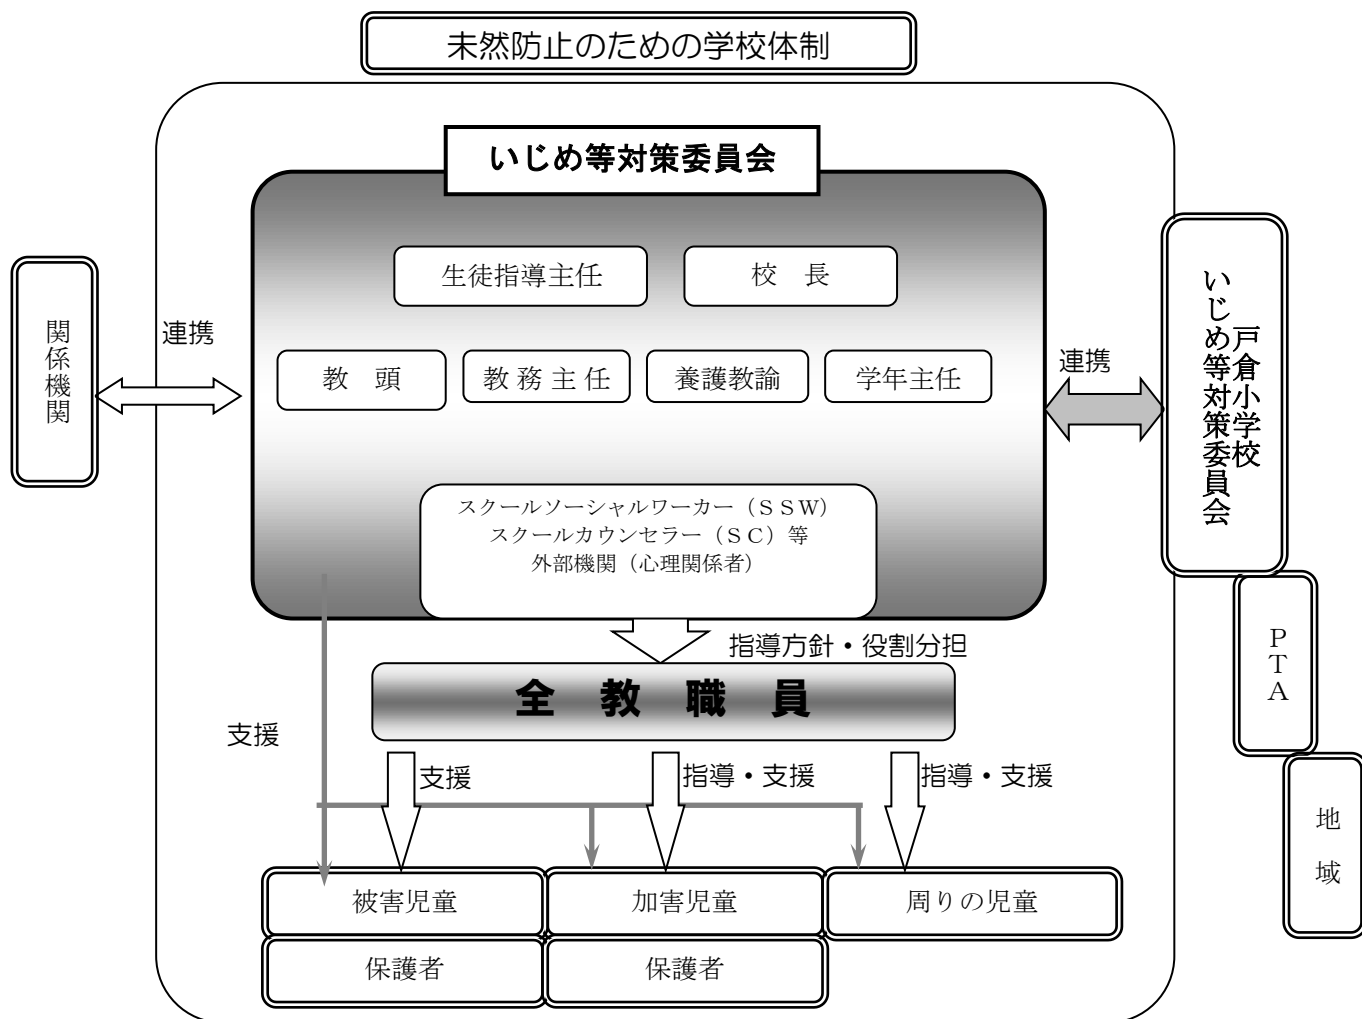 未然防止のための学校体制
いじめ等対策委員会
生徒指導主任
校　長
関係機関
連携
教　頭
教 務 主 任
養護教諭
学年主任
連携
戸倉小学校
いじめ等対策委員会
スクールソーシャルワーカー（ＳＳＷ）
スクールカウンセラー（ＳＣ）等
外部機関（心理関係者）
指導方針・役割分担
ＰＴＡ
全　教　職　員
支援
支援
指導・支援
指導・支援
地　域
被害児童
加害児童
周りの児童
保護者
保護者